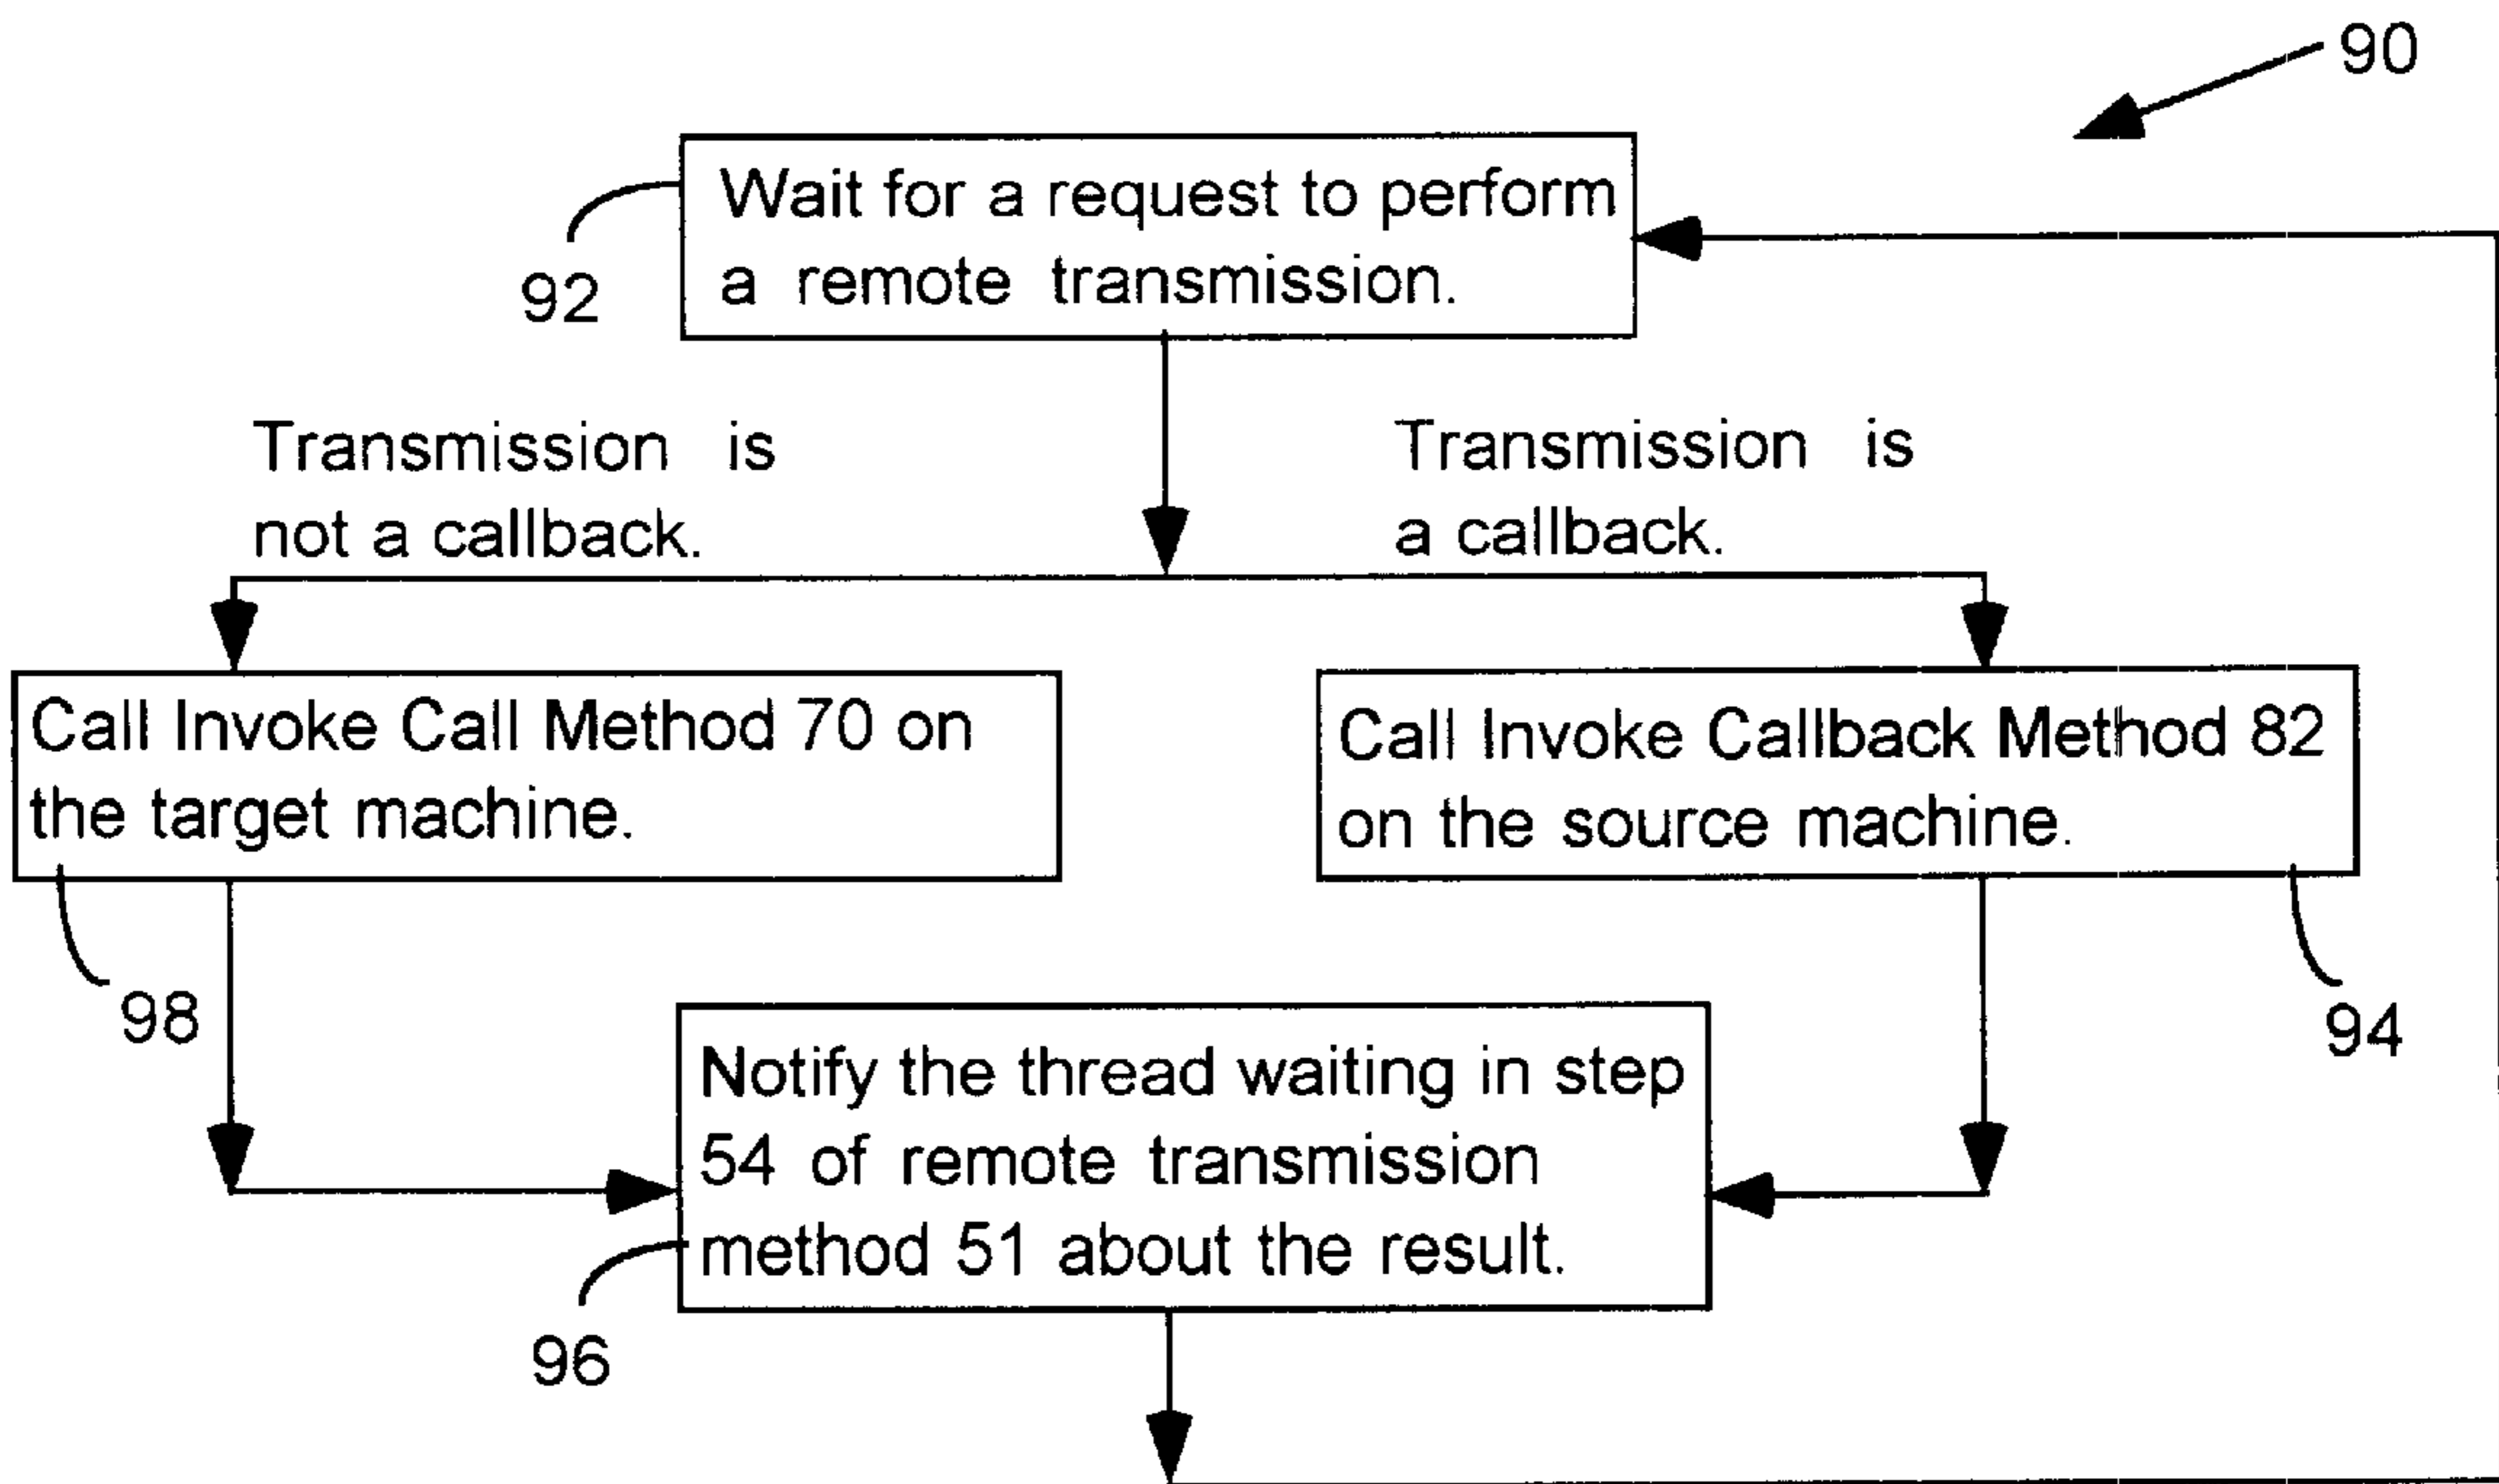 90
Wait for a request to perform
a remote transmission.
92
Transmission is
not a callback.
Transmission is
a callback.
Call Invoke Call Method 70 on
the target machine.
Call Invoke Callback Method 82
on the source machine.
98
94
Notify the thread waiting in step
54 of remote transmission
method 51 about the result.
96